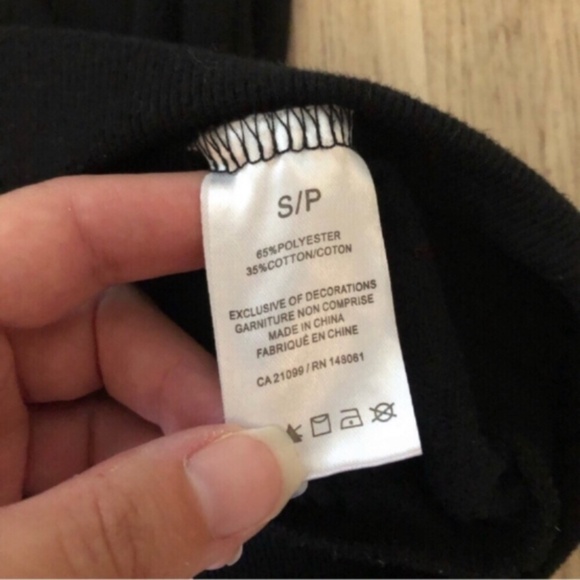 S/P
65%POLYESTER
35%COTTON/COTON
EXCLUSIVE OF DECORATIONS
GARNITURE NON COMPRISE
MADE IN CHINA
FABRIQUÉ EN CHINE
CA 21099 / RN 148061